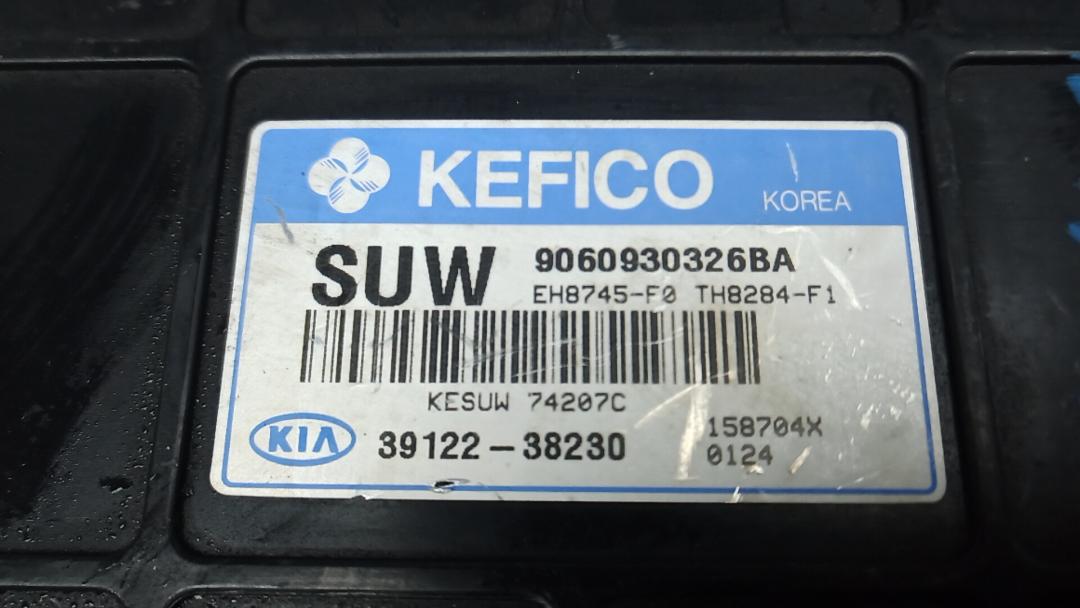 KEFICO KOREA
SUW 9060930326BA
EH8745-F0 TH8284-F1
KESUW 74207C
KIA 39122-38230
158704X
0124